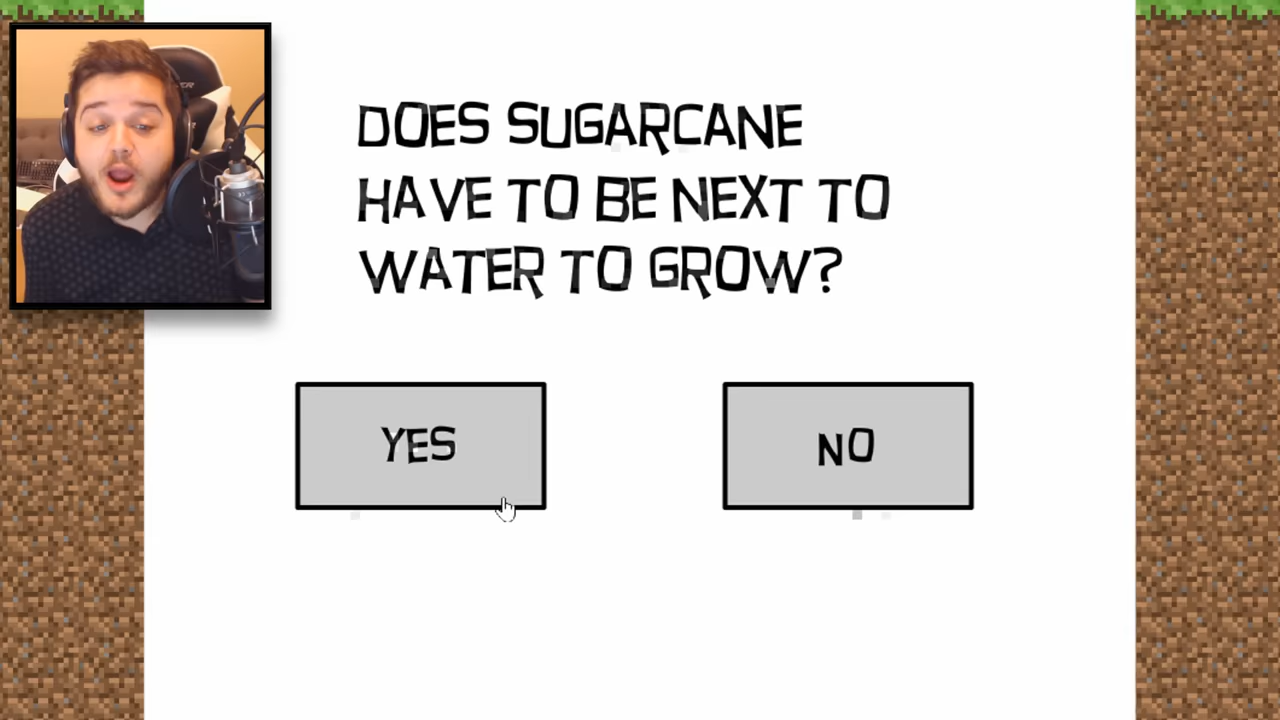 DOES SUGARCANE
HAVE TO BE NEXT TO
WATER TO GROW?
YES
NO